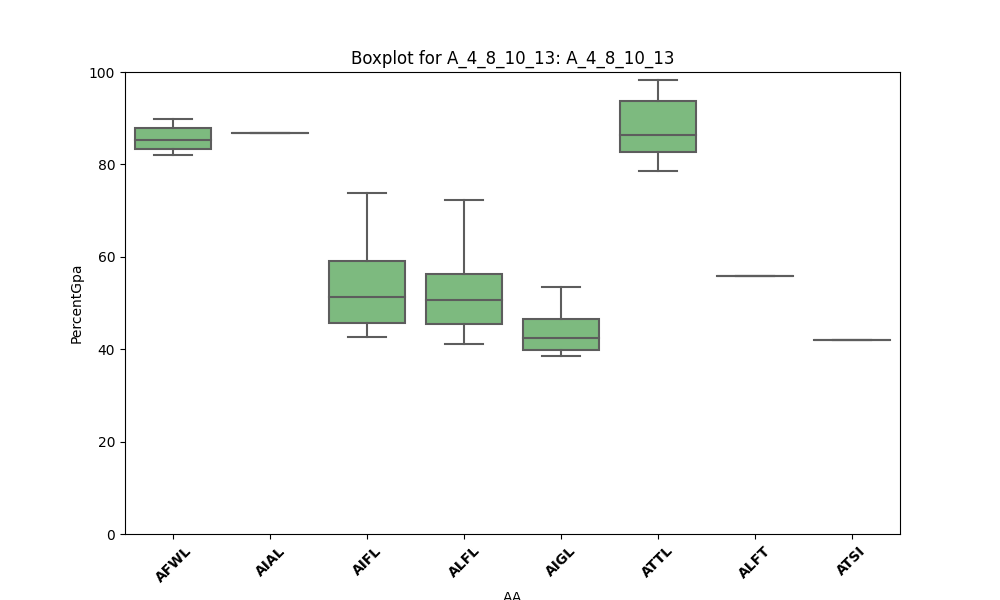 Boxplot for A_4_8_10_13: A_4_8_10_13
100
80
60
40
20
0
PercentGpa
AFWL AIAL AIFL ALFL AIGL ATTL ALFT ATSI
AA